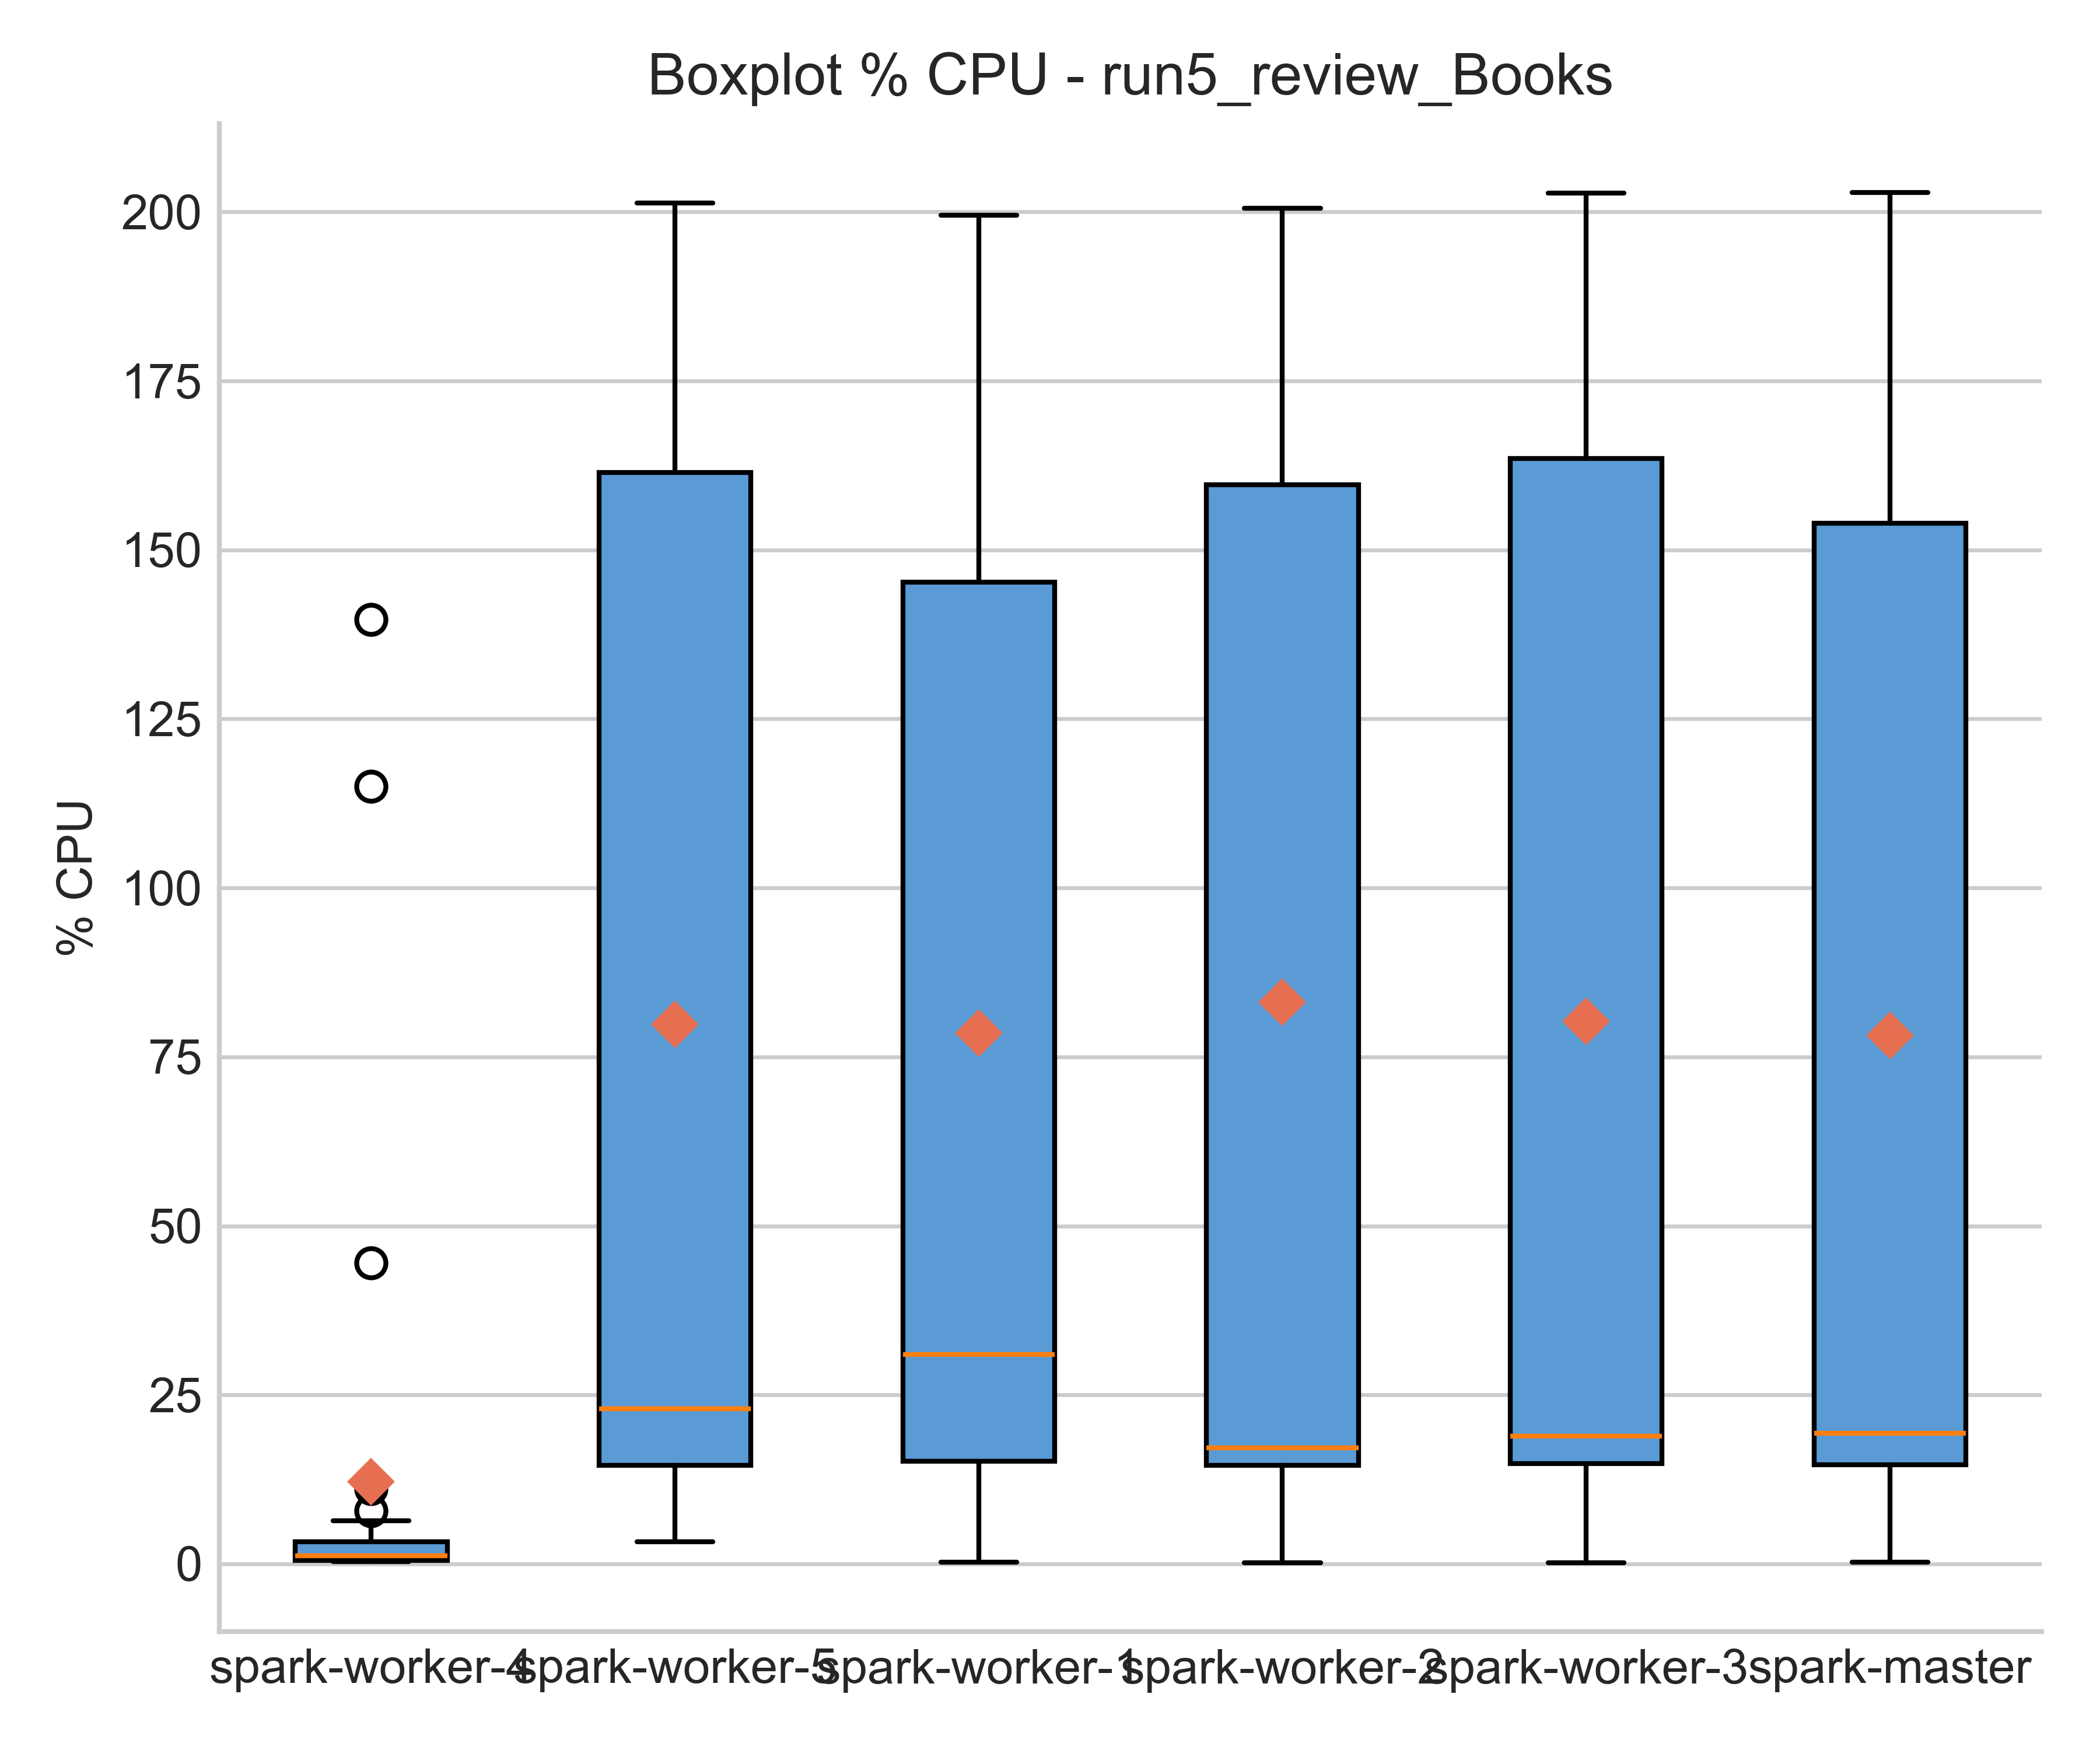 Boxplot % CPU - run5_review_Books
200
175
150
125
100
75
50
25
0
% CPU
spark-worker-4
spark-worker-5
spark-worker-1
spark-worker-2
spark-worker-3
spark-master